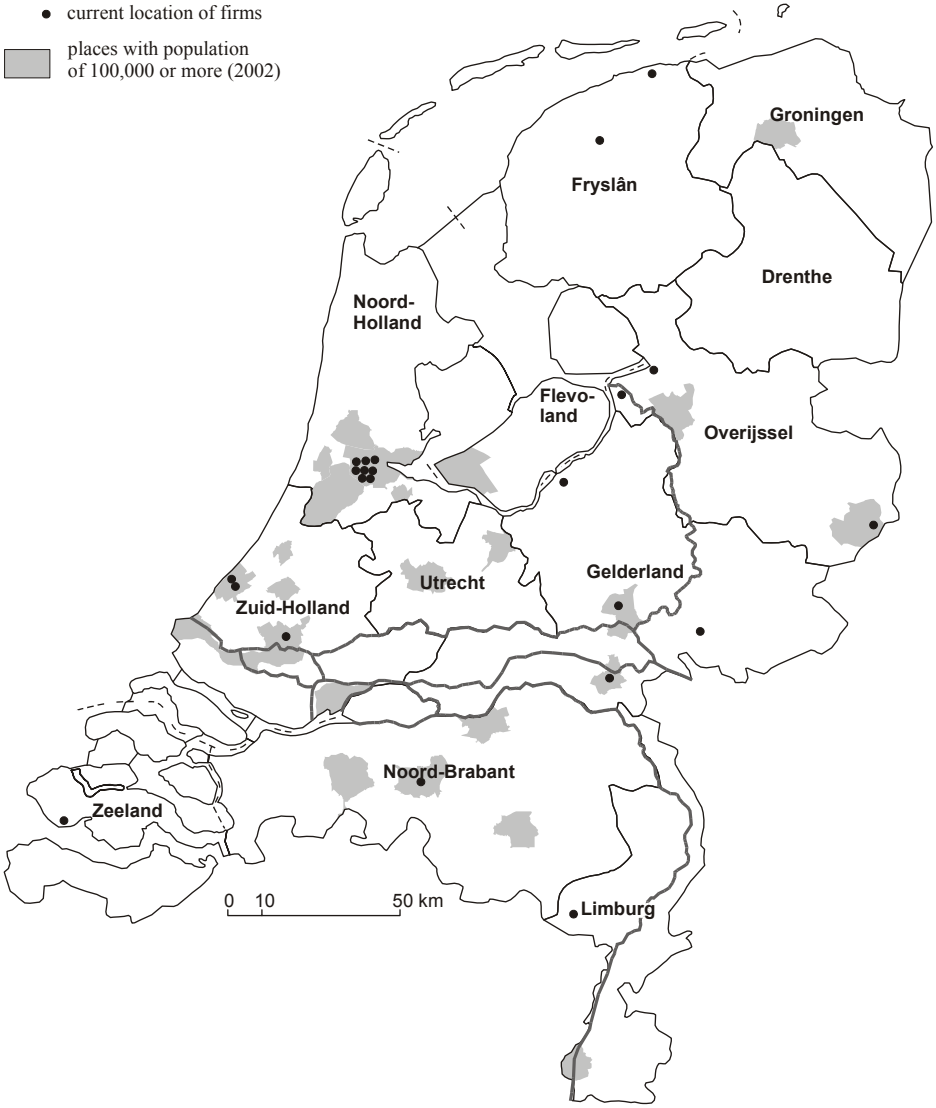 current location of firms
places with population
of 100,000 or more (2002)
Groningen
Fryslân
Drenthe
Noord-
Holland
Flevo-
land
Overijssel
Gelderland
Utrecht
Zuid-Holland
Noord-Brabant
Zeeland
0 10 50 km
Limburg